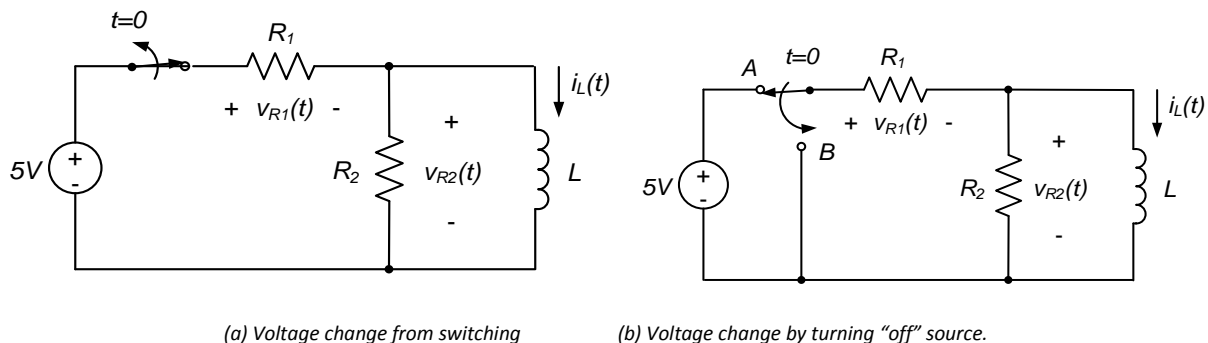 t=0
R1
+ vR1(t) -
iL(t)
5V
+
-
R2
+
vR2(t)
-
L
(a) Voltage change from switching
A
t=0
R1
+ vR1(t) -
B
iL(t)
5V
+
-
R2
+
vR2(t)
-
L
(b) Voltage change by turning “off” source.